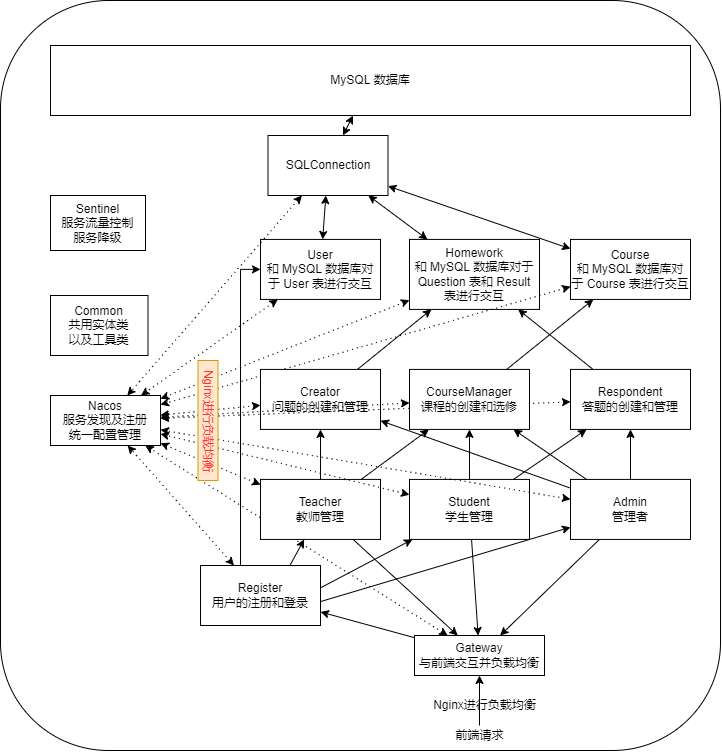 MySQL 数据库
SQLConnection
Sentinel
服务流量控制
服务降级
User
和 MySQL 数据库对
于 User 表进行交互
Homework
和 MySQL 数据库对于
Question 表和 Result
表进行交互
Course
和 MySQL 数据库对
于 Course 表进行交互
Common
共用实体类
以及工具类
Nginx进行负载均衡
Nacos
服务发现及注册
统一配置管理
Creator
问题的创建和管理
CourseManager
课程的创建和选修
Respondent
答题的创建和管理
Teacher
教师管理
Student
学生管理
Admin
管理者
Register
用户的注册和登录
Gateway
与前端交互并负载均衡
Nginx进行负载均衡
前端请求